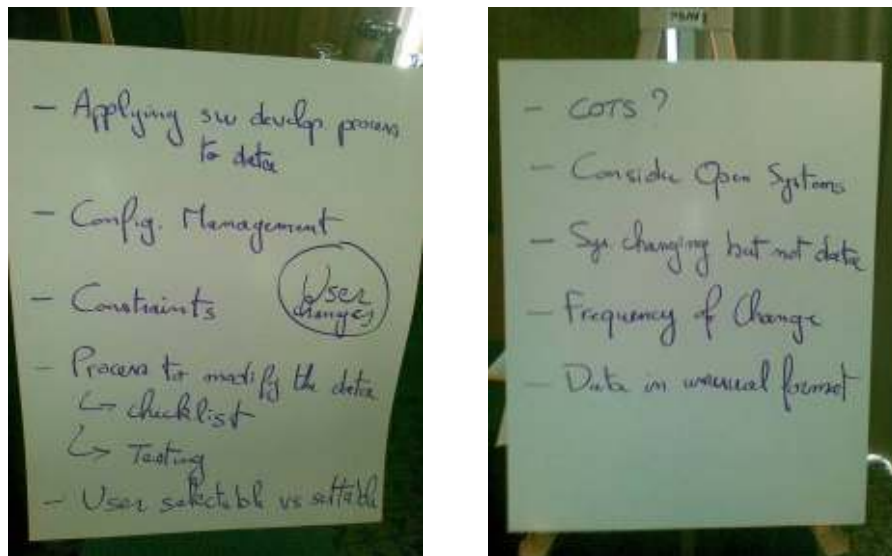 - Applying sw develop. process
to data
- Config. Management
- Constraints
User
changes
- Process to modify the data
↳ checklist
↳ Testing
- User selectable vs settable
- COTS ?
- Consider Open Systems
- Sys. changing but not data
- Frequency of Change
- Data in unusual format